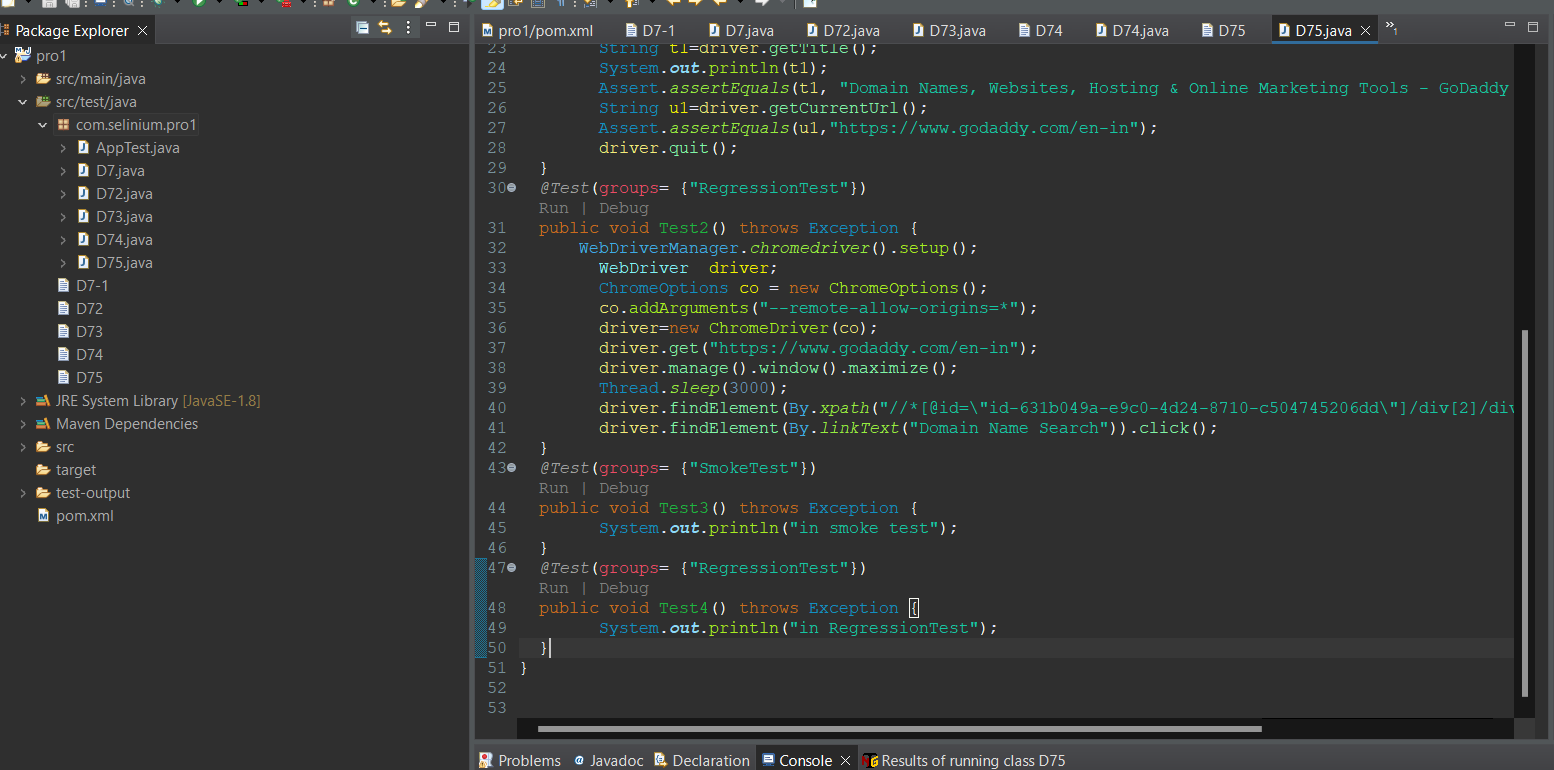 Package Explorer
pro1
src/main/java
src/test/java
com.selinium.pro1
AppTest.java
D7.java
D72.java
D73.java
D74.java
D75.java
D7-1
D72
D73
D74
D75
JRE System Library [JavaSE-1.8]
Maven Dependencies
src
target
test-output
pom.xml
pro1/pom.xml D7-1 D7.java D72.java D73.java D74 D74.java D75 D75.java 1
23 String t1=driver.getTitle();
24 System.out.println(t1);
25 Assert.assertEquals(t1, "Domain Names, Websites, Hosting & Online Marketing Tools - GoDaddy
26 String u1=driver.getCurrentUrl();
27 Assert.assertEquals(u1,"https://www.godaddy.com/en-in");
28 driver.quit();
29 }
30 @Test(groups= {"RegressionTest"})
Run | Debug
31 public void Test2() throws Exception {
32 WebDriverManager.chromedriver().setup();
33 WebDriver driver;
34 ChromeOptions co = new ChromeOptions();
35 co.addArguments("--remote-allow-origins=*");
36 driver=new ChromeDriver(co);
37 driver.get("https://www.godaddy.com/en-in");
38 driver.manage().window().maximize();
39 Thread.sleep(3000);
40 driver.findElement(By.xpath("//*[@id=\"id-631b049a-e9c0-4d24-8710-c504745206dd\"]/div[2]/div
41 driver.findElement(By.linkText("Domain Name Search")).click();
42 }
43 @Test(groups= {"SmokeTest"})
Run | Debug
44 public void Test3() throws Exception {
45 System.out.println("in smoke test");
46 }
47 @Test(groups= {"RegressionTest"})
Run | Debug
48 public void Test4() throws Exception {
49 System.out.println("in RegressionTest");
50 }
51 }
52
53
Problems Javadoc Declaration Console Results of running class D75